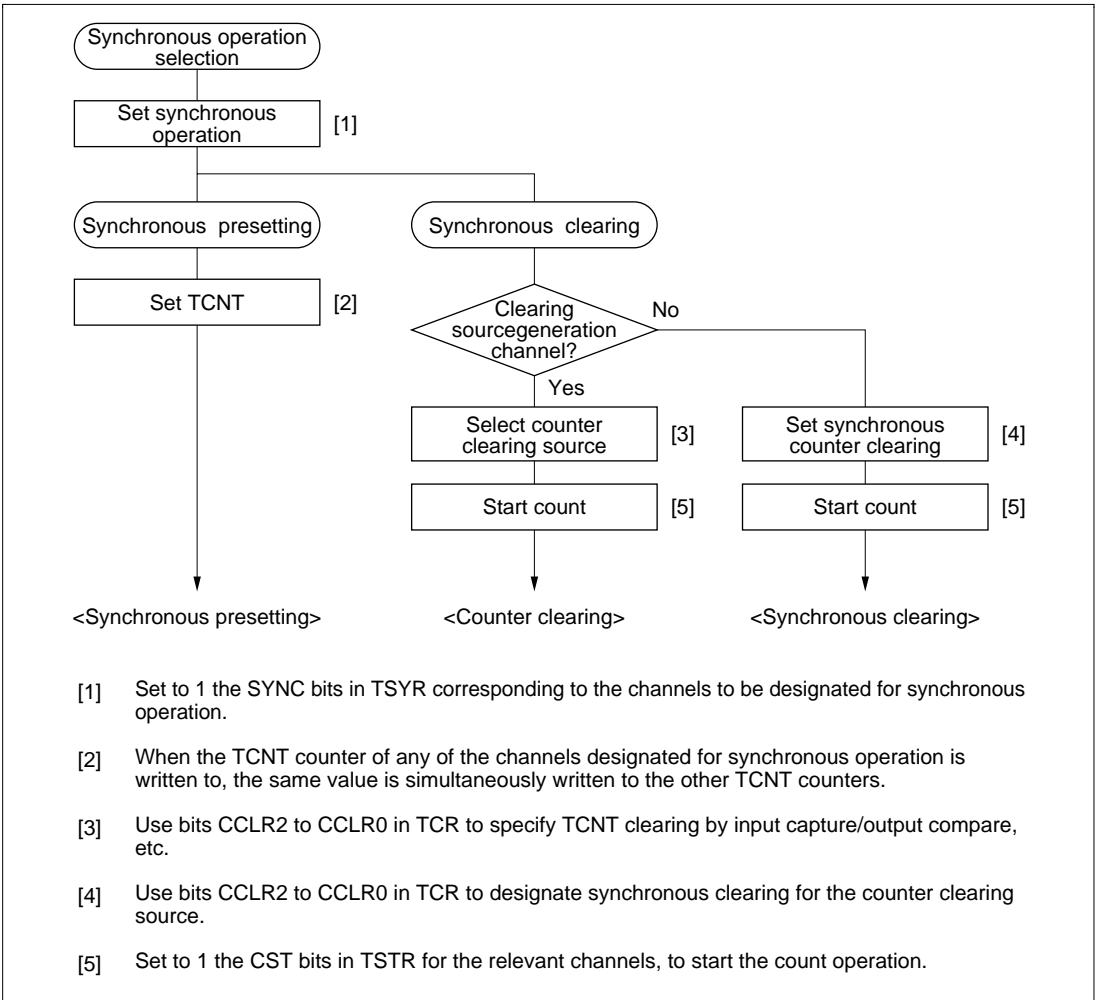 Synchronous operation
selection
Set synchronous
operation
[1]
Synchronous presetting
Synchronous clearing
Set TCNT
[2]
Clearing
sourcegeneration
channel?
No
Yes
Select counter
clearing source
[3]
Set synchronous
counter clearing
[4]
Start count
[5]
Start count
[5]
<Synchronous presetting>
<Counter clearing>
<Synchronous clearing>
[1] Set to 1 the SYNC bits in TSYR corresponding to the channels to be designated for synchronous
operation.
[2] When the TCNT counter of any of the channels designated for synchronous operation is
written to, the same value is simultaneously written to the other TCNT counters.
[3] Use bits CCLR2 to CCLR0 in TCR to specify TCNT clearing by input capture/output compare,
etc.
[4] Use bits CCLR2 to CCLR0 in TCR to designate synchronous clearing for the counter clearing
source.
[5] Set to 1 the CST bits in TSTR for the relevant channels, to start the count operation.